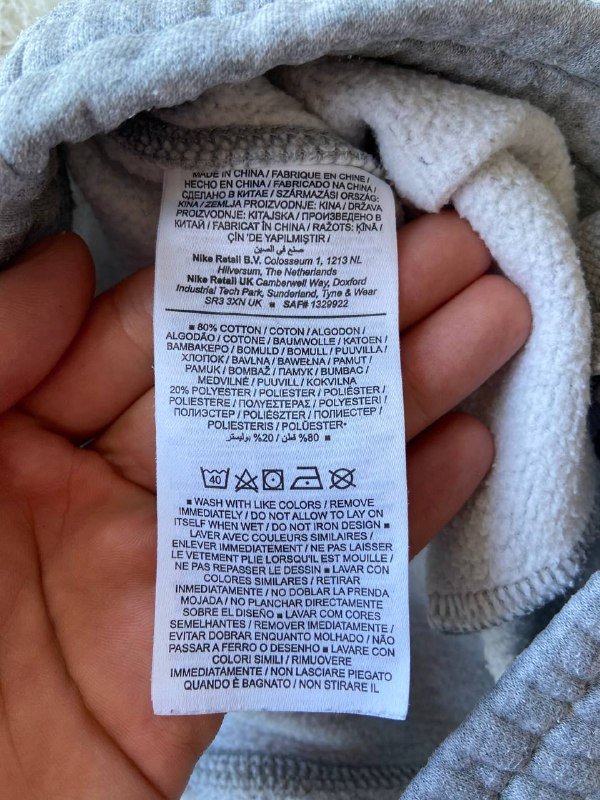 MADE IN CHINA / FABRIQUE EN CHINE /
HECHO EN CHINA / FABRICADO NA CHINA /
СДЕЛАНО В КИТАЕ / SZÁRMAZÁSI ORSZÁG:
KÍNA / ZEMLJA PROIZVODNJE: KINA / DRŽAVA
PROIZVODNJE: KITAJSKA / ПРОИЗВЕДЕНО В
КИТАЙ / FABRICAT ÎN CHINA / RAŽOTS: ĶĪNĀ /
ÇİN 'DE YAPILMIŞTIR /
صنع في الصين
Nike Retail B.V. Colosseum 1, 1213 NL
Hilversum, The Netherlands
Nike Retail UK Camberwell Way, Doxford
Industrial Tech Park, Sunderland, Tyne & Wear
SR3 3XN UK ■ SAF# 1329922
■ 80% COTTON / COTON / ALGODON /
ALGODÃO / COTONE / BAUMWOLLE / KATOEN /
ΒΑΜΒΑΚΕΡΟ / BOMULD / BOMULL / PUUVILLA /
ХЛОПОК / BAVLNA / BAWEŁNA / PAMUT /
PAMUK / BOMBAŽ / ПАМУК / BUMBAC /
MEDVILNĖ / PUUVILL / KOKVILNA
20% POLYESTER / POLIÉSTER / POLIÉSTER /
POLIESTERE / ΠΟΛΥΕΣΤΕΡΑΣ / POLYESTERI /
ПОЛИЭСТЕР / POLIÉSZTER / ПОЛИЕСТЕР /
POLIESTERIS / POLÜESTER*
■ 80% قطن / 20% بوليستر
40
■ WASH WITH LIKE COLORS / REMOVE
IMMEDIATELY / DO NOT ALLOW TO LAY ON
ITSELF WHEN WET / DO NOT IRON DESIGN ■
LAVER AVEC COULEURS SIMILAIRES /
ENLEVER IMMEDIATEMENT / NE PAS LAISSER
LE VETEMENT PLIE LORSQU'IL EST MOUILLE /
NE PAS REPASSER LE DESSIN ■ LAVAR CON
COLORES SIMILARES / RETIRAR
INMEDIATAMENTE / NO DOBLAR LA PRENDA
MOJADA / NO PLANCHAR DIRECTAMENTE
SOBRE EL DISEÑO ■ LAVAR COM CORES
SEMELHANTES / REMOVER IMEDIATAMENTE /
EVITAR DOBRAR ENQUANTO MOLHADO / NÃO
PASSAR A FERRO O DESENHO ■ LAVARE CON
COLORI SIMILI / RIMUOVERE
IMMEDIATAMENTE / NON LASCIARE PIEGATO
QUANDO È BAGNATO / NON STIRARE IL